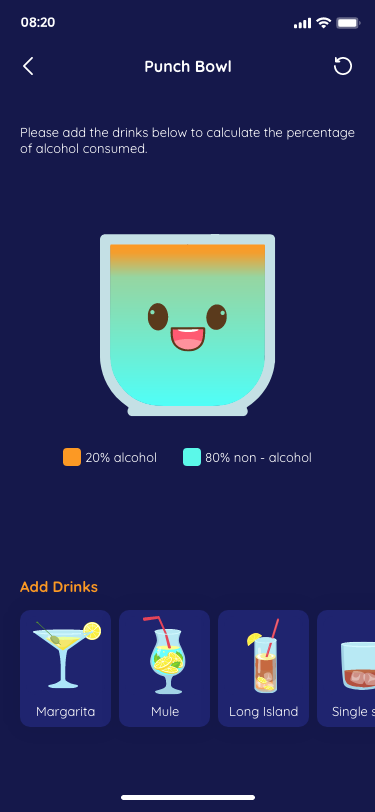 08:20
Punch Bowl
Please add the drinks below to calculate the percentage
of alcohol consumed.
20% alcohol
80% non - alcohol
Add Drinks
Margarita
Mule
Long Island
Single s